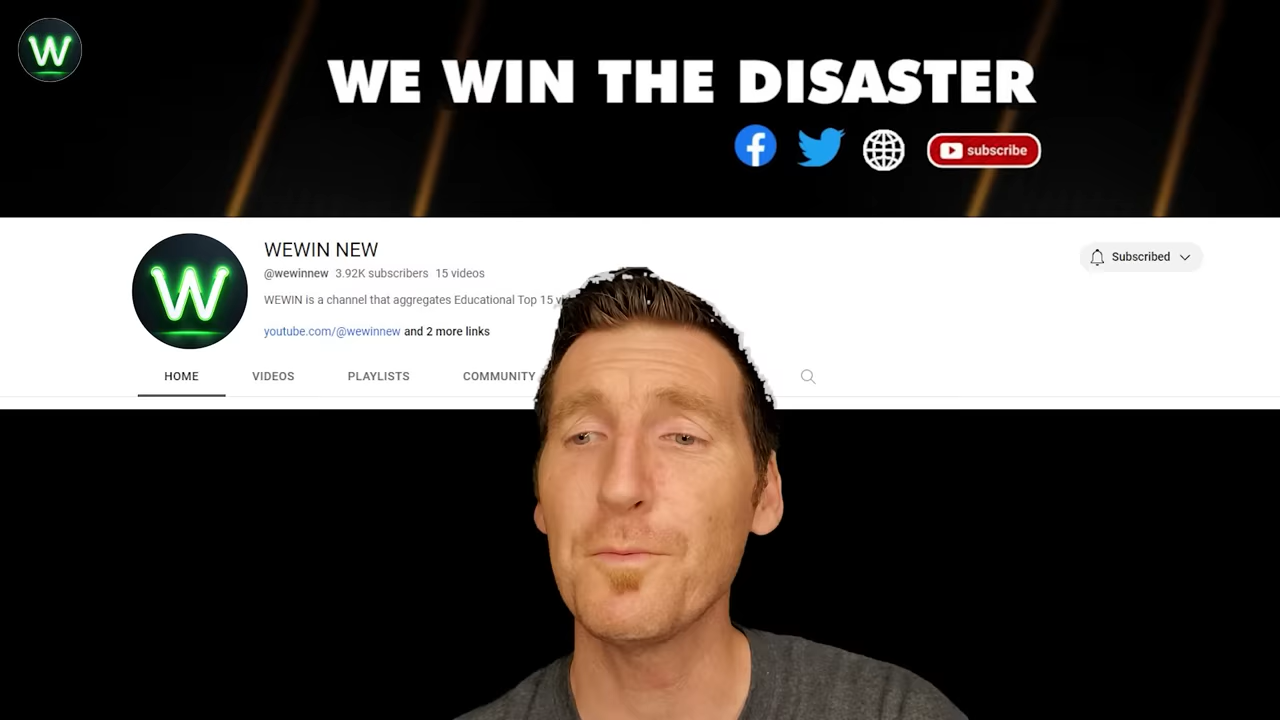 W
WE WIN THE DISASTER
f
subscribe
W
WEWIN NEW
@wewinnew 3.92K subscribers 15 videos
Subscribed
WEWIN is a channel that aggregates Educational Top 15
youtube.com/@wewinnew and 2 more links
HOME VIDEOS PLAYLISTS COMMUNITY